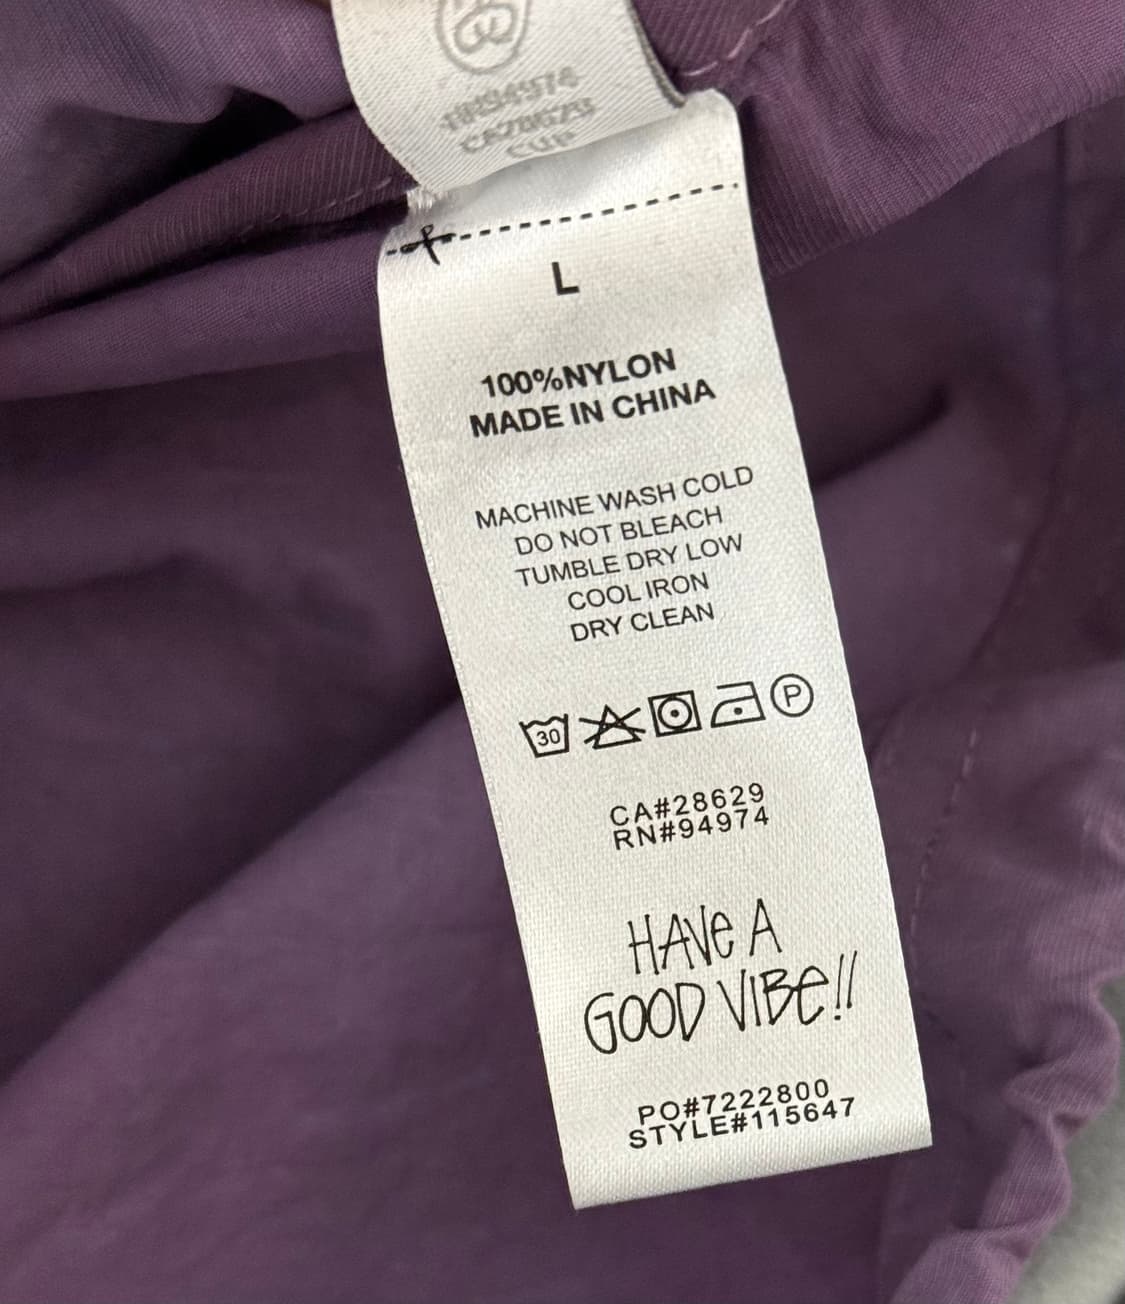 L
100%NYLON
MADE IN CHINA
MACHINE WASH COLD
DO NOT BLEACH
TUMBLE DRY LOW
COOL IRON
DRY CLEAN
30
P
CA#28629
RN#94974
HAVE A
GOOD VIBE!!
PO#7222800
STYLE#115647